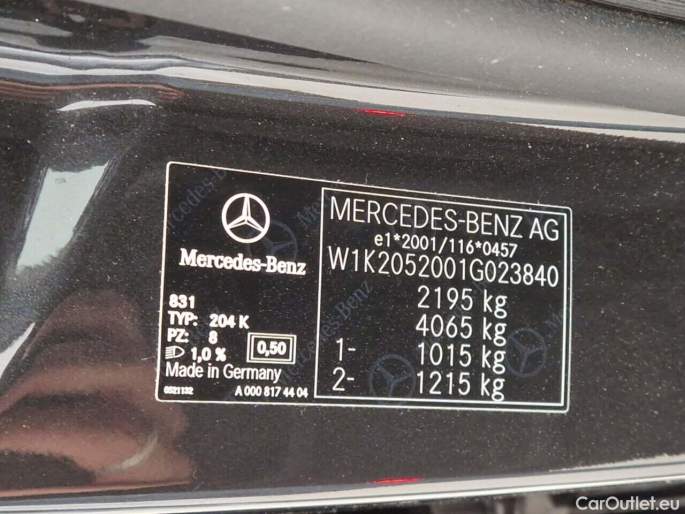 Mercedes-Benz
831
TYP: 204 K
PZ: 8
1,0 % 0,50
Made in Germany
0521132 A 000 817 44 04
MERCEDES-BENZ AG
e1*2001/116*0457
W1K2052001G023840
2195 kg
4065 kg
1- 1015 kg
2- 1215 kg
CarOutlet.eu